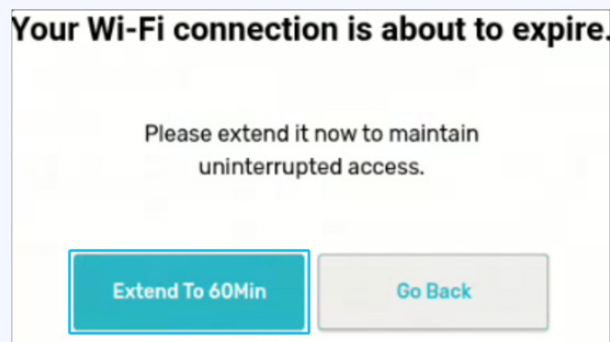 Your Wi-Fi connection is about to expire.
Please extend it now to maintain
uninterrupted access.
Extend To 60Min
Go Back